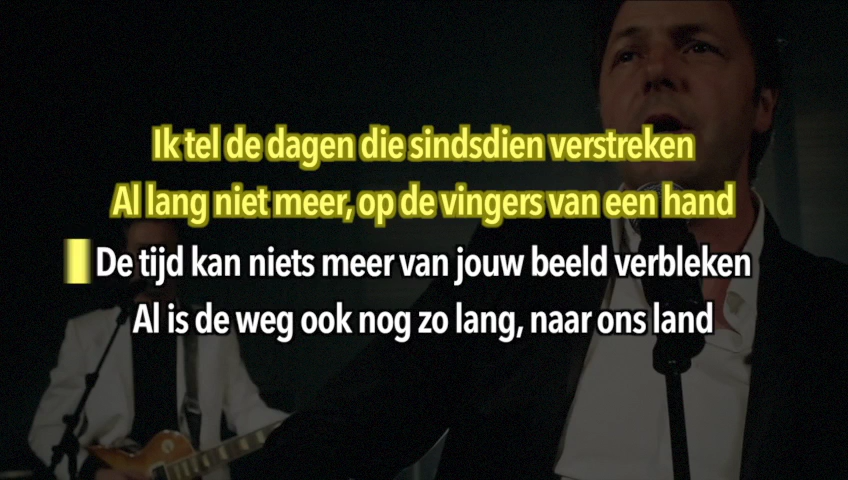 Ik tel de dagen die sindsdien verstreken
Al lang niet meer, op de vingers van een hand
De tijd kan niets meer van jouw beeld verbleken
Al is de weg ook nog zo lang, naar ons land